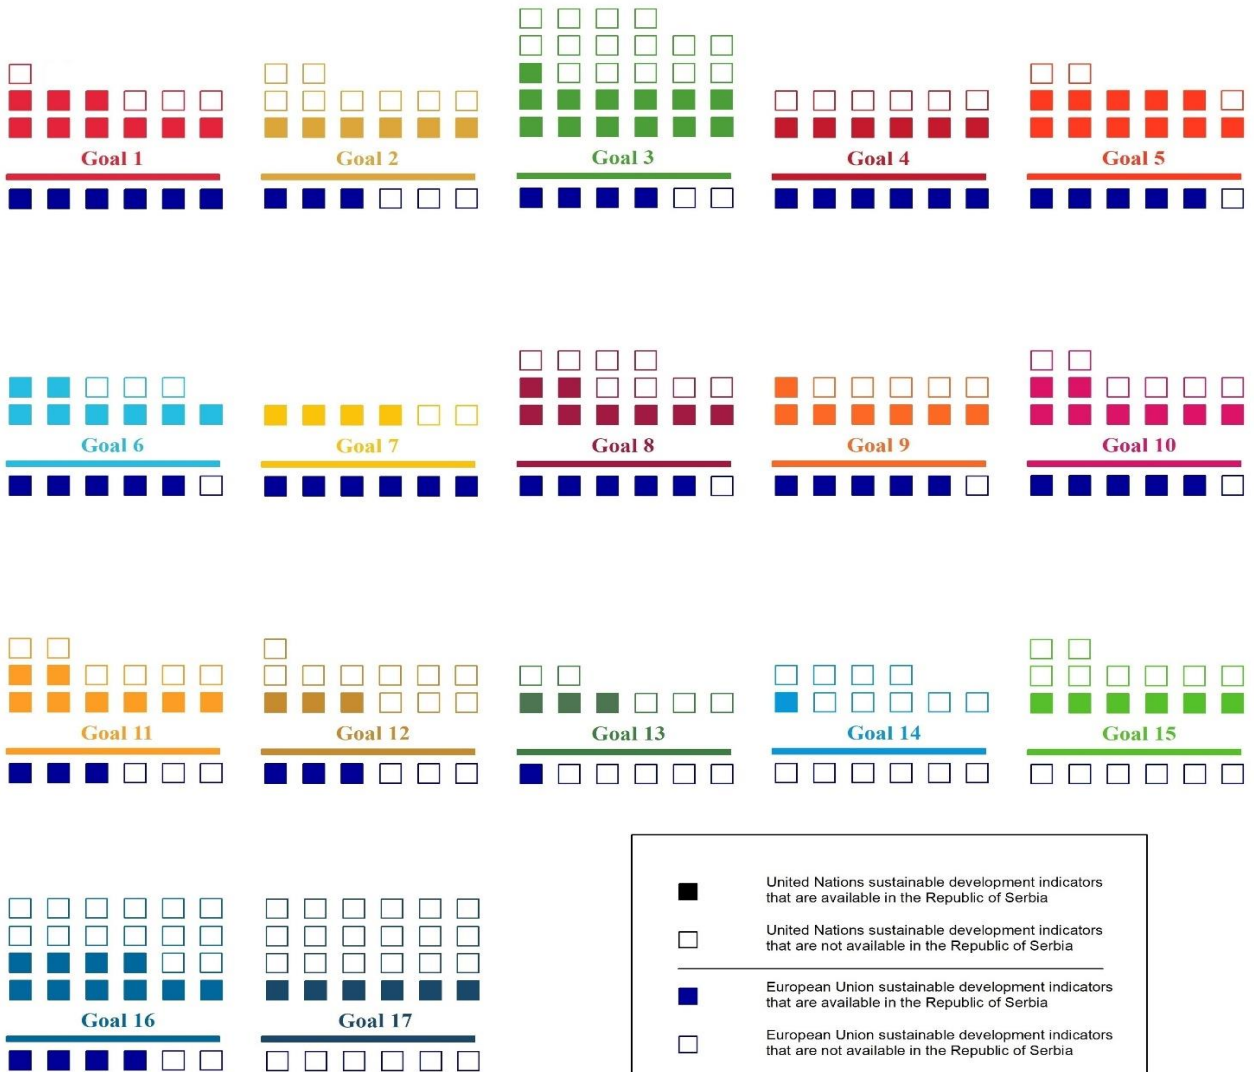 Goal 1
Goal 2
Goal 3
Goal 4
Goal 5
Goal 6
Goal 7
Goal 8
Goal 9
Goal 10
Goal 11
Goal 12
Goal 13
Goal 14
Goal 15
Goal 16
Goal 17
United Nations sustainable development indicators
that are available in the Republic of Serbia
United Nations sustainable development indicators
that are not available in the Republic of Serbia
European Union sustainable development indicators
that are available in the Republic of Serbia
European Union sustainable development indicators
that are not available in the Republic of Serbia